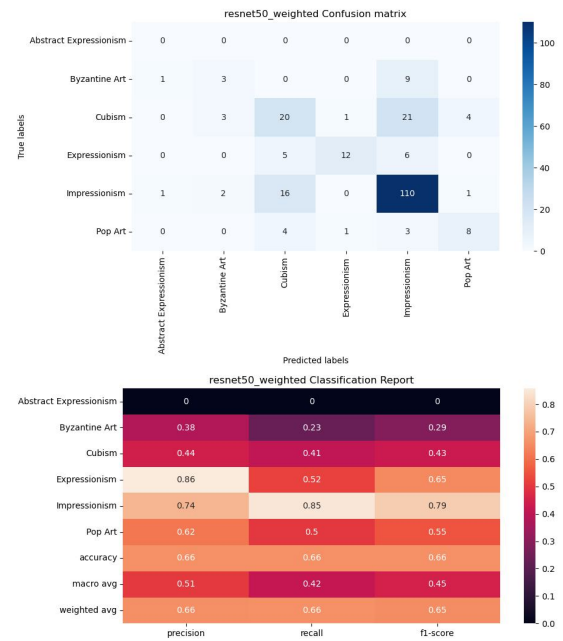 resnet50_weighted Confusion matrix
Abstract Expressionism 0 0 0 0 0 0
Byzantine Art 1 3 0 0 9 0
Cubism 0 3 20 1 21 4
Expressionism 0 0 5 12 6 0
Impressionism 1 2 16 0 110 1
Pop Art 0 0 4 1 3 8
True labels
Abstract Expressionism
Byzantine Art
Cubism
Expressionism
Impressionism
Pop Art
Predicted labels
100
80
60
40
20
0
resnet50_weighted Classification Report
Abstract Expressionism 0 0 0
Byzantine Art 0.38 0.23 0.29
Cubism 0.44 0.41 0.43
Expressionism 0.86 0.52 0.65
Impressionism 0.74 0.85 0.79
Pop Art 0.62 0.5 0.55
accuracy 0.66 0.66 0.66
macro avg 0.51 0.42 0.45
weighted avg 0.66 0.66 0.65
precision recall f1-score
0.8
0.7
0.6
0.5
0.4
0.3
0.2
0.1
0.0